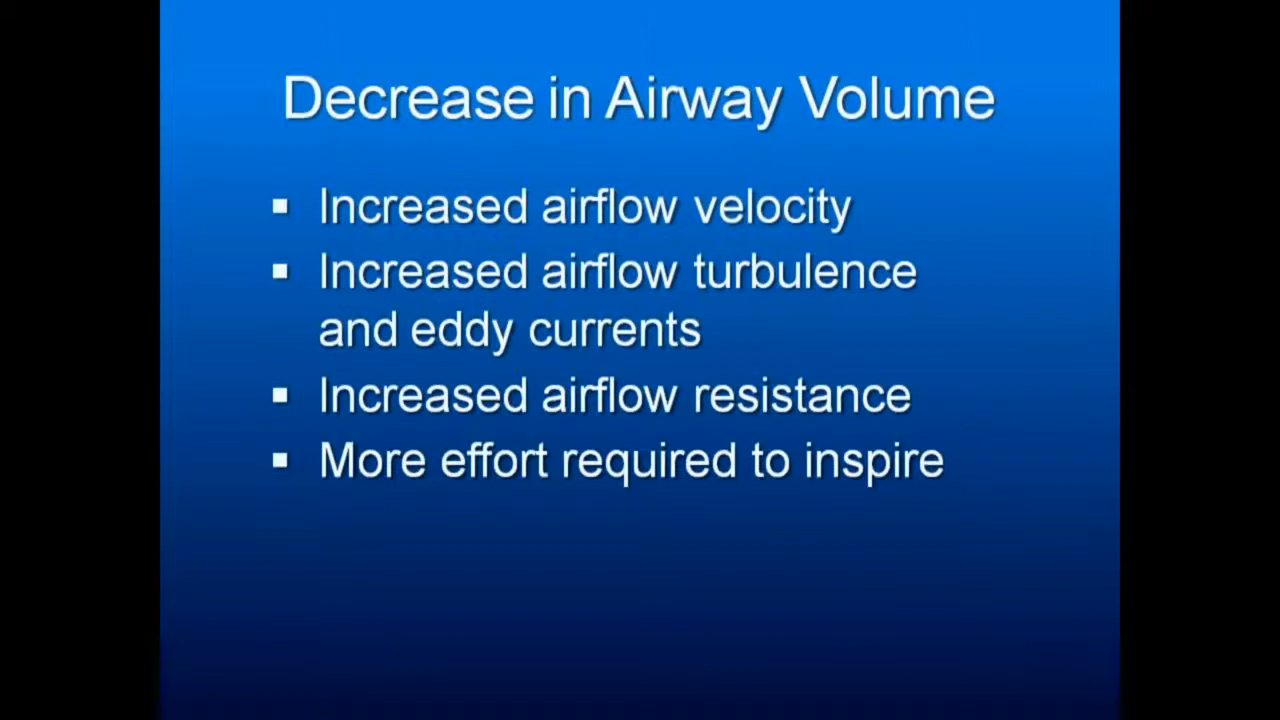 Decrease in Airway Volume
▪ Increased airflow velocity
▪ Increased airflow turbulence
and eddy currents
▪ Increased airflow resistance
▪ More effort required to inspire